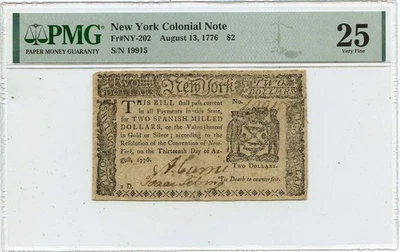 PMG
PAPER MONEY GUARANTY
New York Colonial Note
Fr#NY-202 August 13, 1776 $2
S/N 19915
25
Very Fine
TWO DOLLARS
New York
TWO DOLLARS
THIS BILL shall pass current
No.
in all Payments in this State,
for TWO SPANISH MILLED
DOLLARS, or the Value thereof
in Gold or Silver; according to the
Resolution of the Convention of New-
York, on the Thirteenth Day of Au-
gust, 1776.
TWO DOLLARS.
'Tis Death to counterfeit.